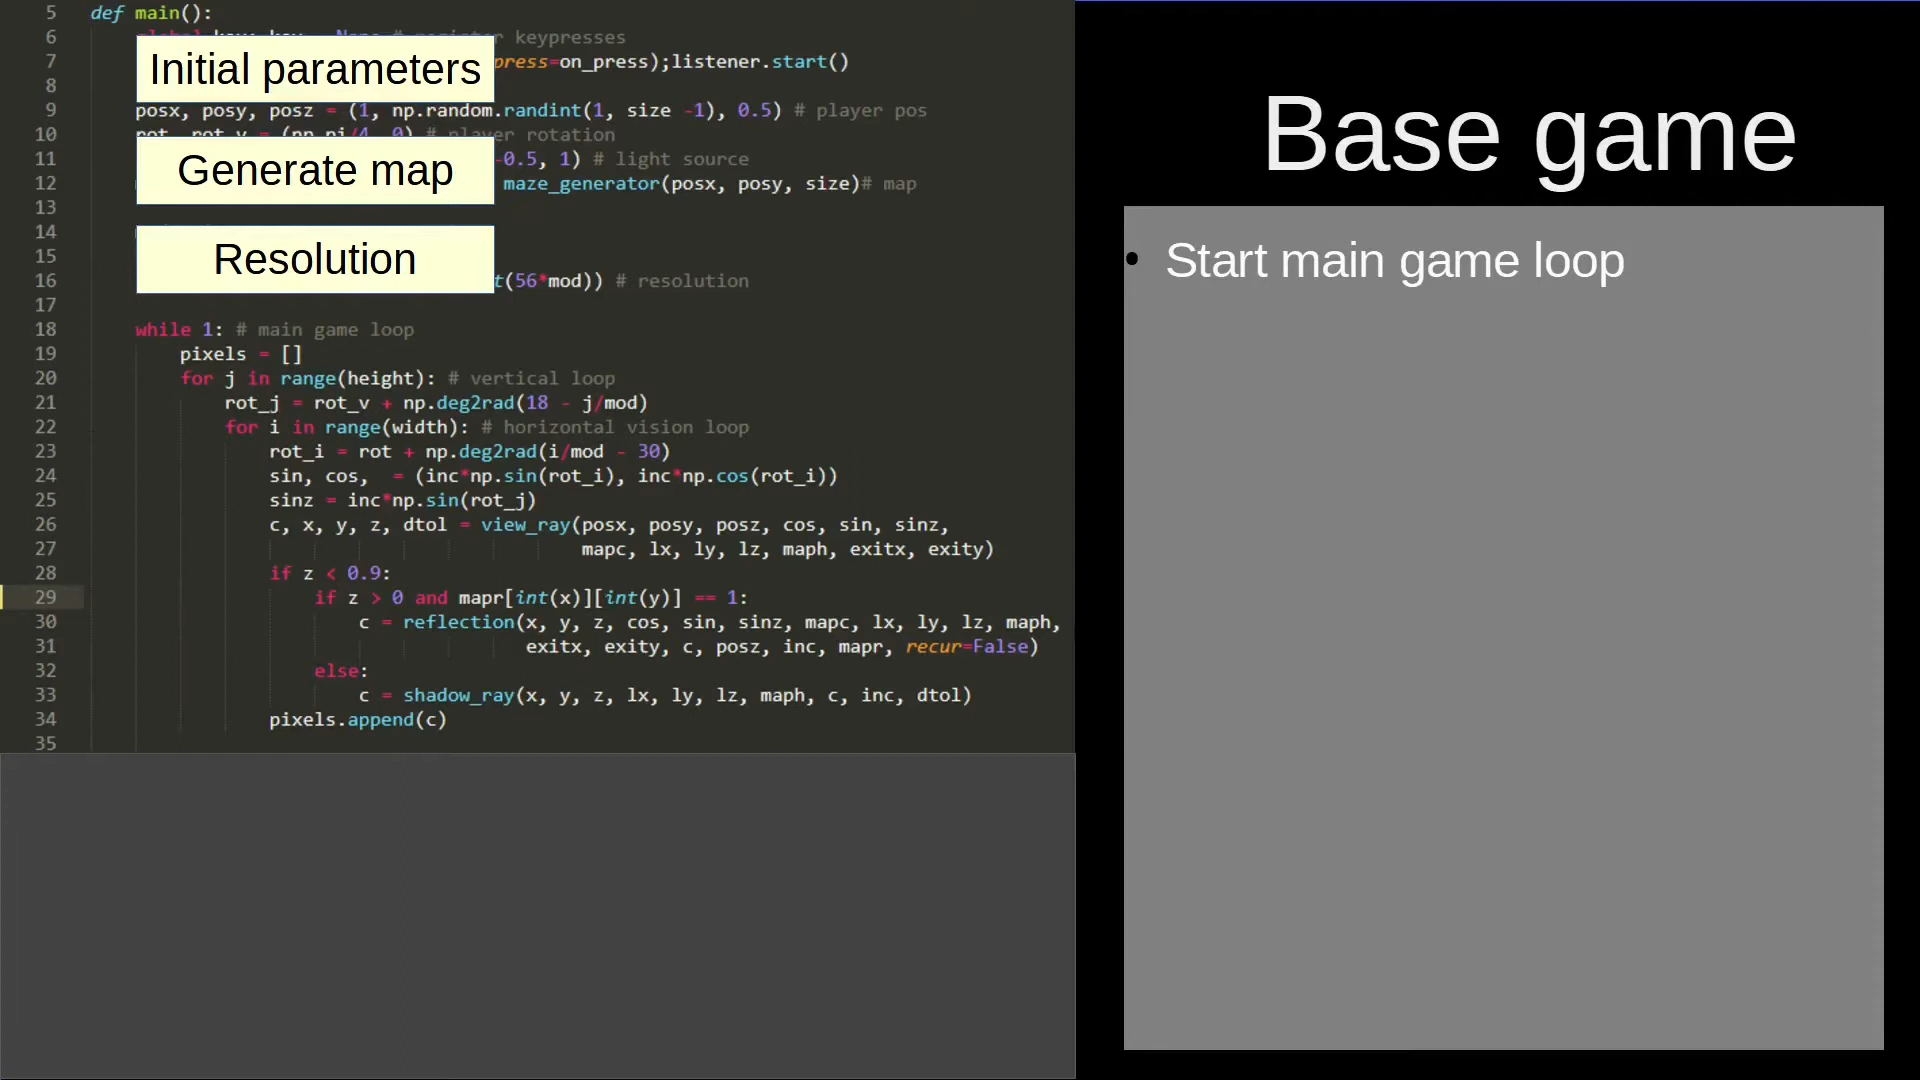 5 def main():
6 keypresses
7 press=on_press);listener.start()
8
9 posx, posy, posz = (1, np.random.randint(1, size -1), 0.5) # player pos
10 rot, rot_v = (np.pi/4, 0) # player rotation
11 -0.5, 1) # light source
12 maze_generator(posx, posy, size)# map
13
14
15
16 t(56*mod)) # resolution
17
18 while 1: # main game loop
19 pixels = []
20 for j in range(height): # vertical loop
21 rot_j = rot_v + np.deg2rad(18 - j/mod)
22 for i in range(width): # horizontal vision loop
23 rot_i = rot + np.deg2rad(i/mod - 30)
24 sin, cos, = (inc*np.sin(rot_i), inc*np.cos(rot_i))
25 sinz = inc*np.sin(rot_j)
26 c, x, y, z, dtol = view_ray(posx, posy, posz, cos, sin, sinz,
27 mapc, lx, ly, lz, maph, exitx, exity)
28 if z < 0.9:
29 if z > 0 and mapr[int(x)][int(y)] == 1:
30 c = reflection(x, y, z, cos, sin, sinz, mapc, lx, ly, lz, maph,
31 exitx, exity, c, posz, inc, mapr, recur=False)
32 else:
33 c = shadow_ray(x, y, z, lx, ly, lz, maph, c, inc, dtol)
34 pixels.append(c)
35
Initial parameters
Generate map
Resolution
Base game
• Start main game loop